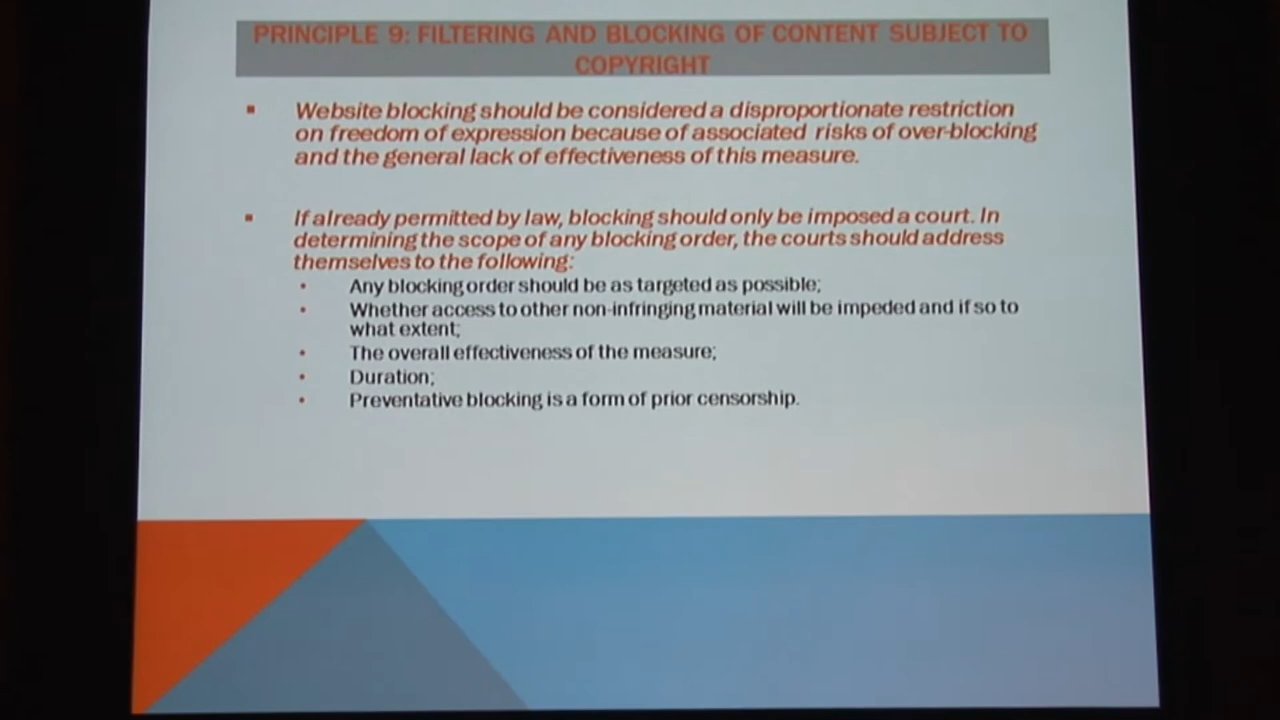 PRINCIPLE 9: FILTERING AND BLOCKING OF CONTENT SUBJECT TO
COPYRIGHT
▪ Website blocking should be considered a disproportionate restriction
on freedom of expression because of associated risks of over-blocking
and the general lack of effectiveness of this measure.
▪ If already permitted by law, blocking should only be imposed a court. In
determining the scope of any blocking order, the courts should address
themselves to the following:
• Any blocking order should be as targeted as possible;
• Whether access to other non-infringing material will be impeded and if so to
what extent;
• The overall effectiveness of the measure;
• Duration;
• Preventative blocking is a form of prior censorship.